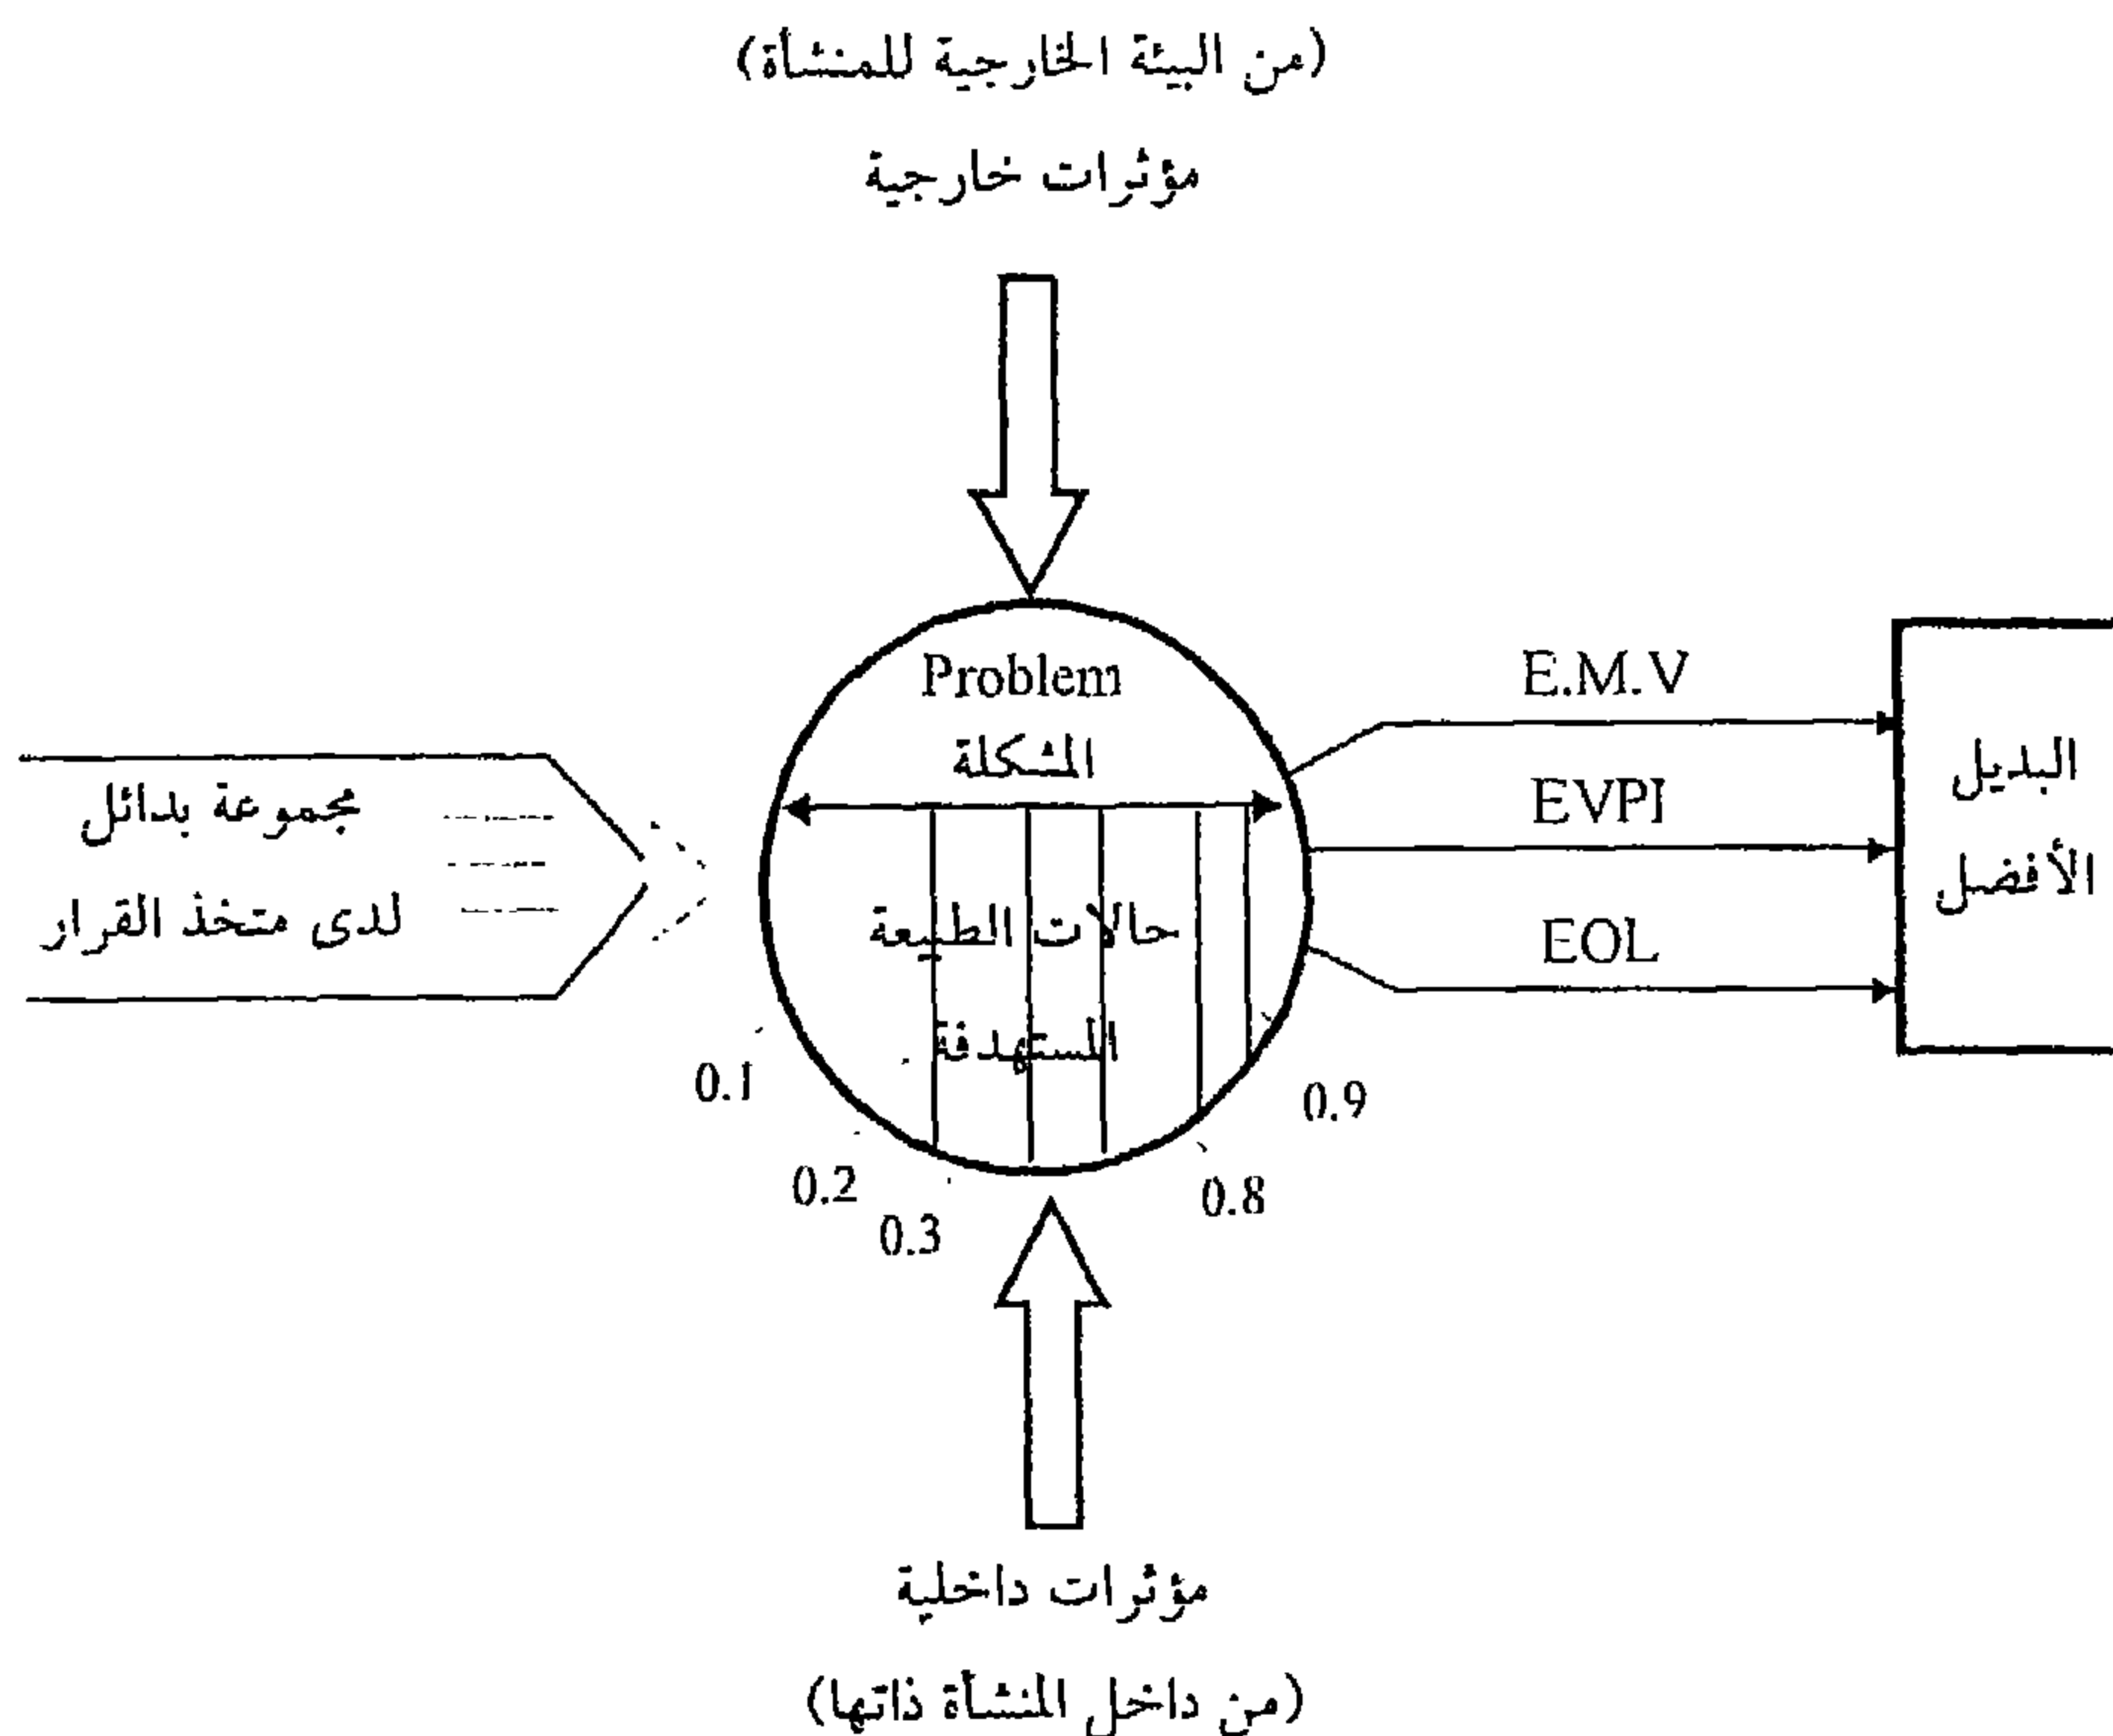 (من البيئة الخارجية للمنشأة)
مؤثرات خارجية
Problem
المشكلة
حالات الطبيعة
المستهدفة
مجموعة بدائل
لدى متخذ القرار
E.M.V
EVPI
EOL
البديل
الأفضل
0.1
0.2
0.3
0.8
0.9
مؤثرات داخلية
(من داخل المنشأة ذاتها)